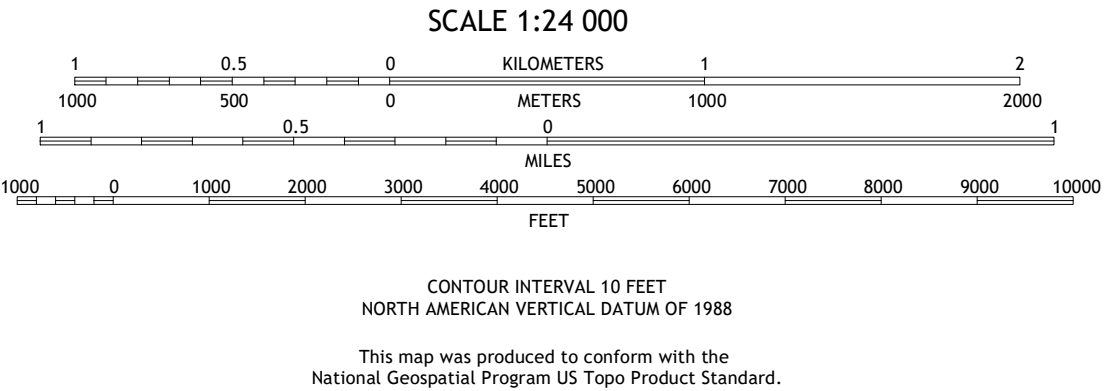 SCALE 1:24 000
1 0.5 0 KILOMETERS 1 2
1000 500 0 METERS 1000 2000
1 0.5 0 1
MILES
1000 0 1000 2000 3000 4000 5000 6000 7000 8000 9000 10000
FEET
CONTOUR INTERVAL 10 FEET
NORTH AMERICAN VERTICAL DATUM OF 1988
This map was produced to conform with the
National Geospatial Program US Topo Product Standard.